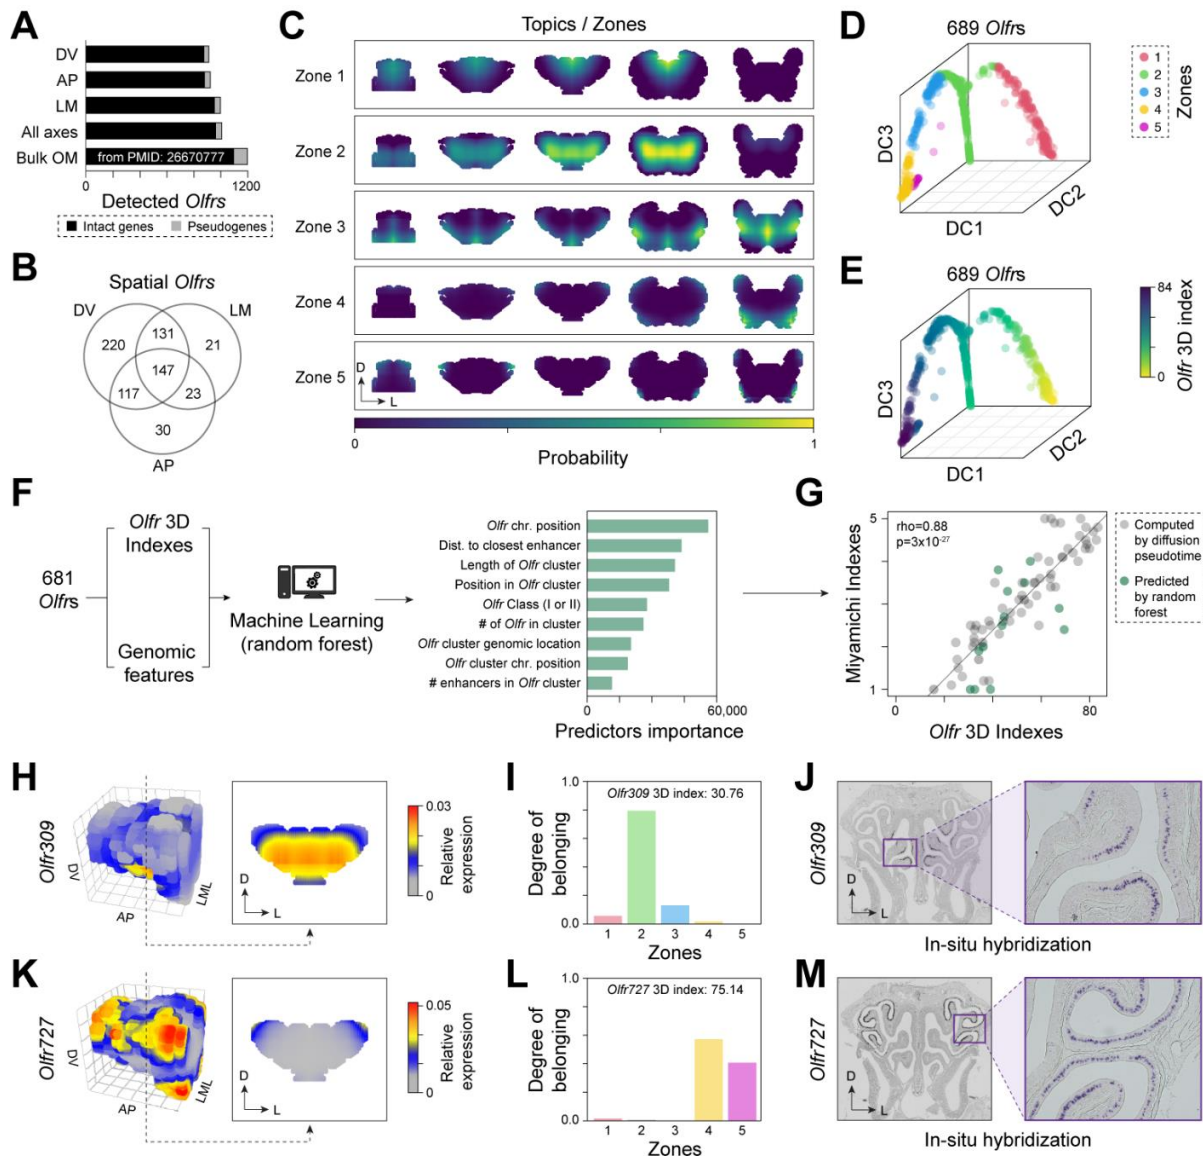 A
DV
AP
LM
All axes
Bulk OM
from PMID: 26670777
0
1200
Detected Olfrs
Intact genes
Pseudogenes
B
Spatial Olfrs
DV
LM
220
131
21
147
117
23
30
AP
C
Topics / Zones
Zone 1
Zone 2
Zone 3
Zone 4
Zone 5
D
L
0
1
Probability
D
689 Olfrs
DC3
DC1
DC2
1
2
3
4
5
Zones
E
689 Olfrs
DC3
DC1
DC2
84
0
Olfr 3D index
F
681
Olfrs
Olfr 3D
Indexes
Genomic
features
Machine Learning
(random forest)
Olfr chr. position
Dist. to closest enhancer
Length of Olfr cluster
Position in Olfr cluster
Olfr Class (I or II)
# of Olfr in cluster
Olfr cluster genomic location
Olfr cluster chr. position
# enhancers in Olfr cluster
0
60,000
Predictors importance
G
rho=0.88
p=3x10-27
5
1
Miyamichi Indexes
0
40
80
Olfr 3D Indexes
Computed
by diffusion
pseudotime
Predicted
by random
forest
H
Olfr309
DV
AP
LML
D
L
0.03
0
Relative
expression
I
1.0
0.0
Degree of
belonging
Olfr309 3D index: 30.76
1 2 3 4 5
Zones
J
Olfr309
D
L
In-situ hybridization
K
Olfr727
DV
AP
LML
D
L
0.05
0
Relative
expression
L
1.0
0.0
Degree of
belonging
Olfr727 3D index: 75.14
1 2 3 4 5
Zones
M
Olfr727
D
L
In-situ hybridization